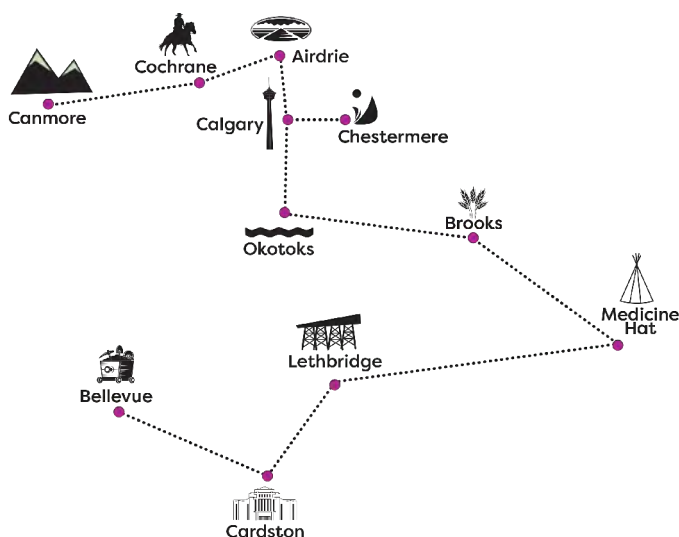 Airdrie
Cochrane
Canmore
Calgary
Chestermere
Okotoks
Brooks
Medicine
Hat
Lethbridge
Bellevue
Cardston